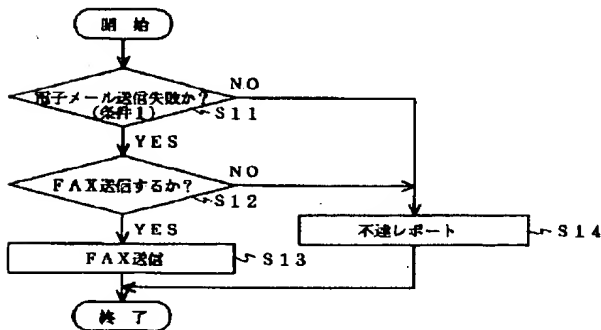 開始
電子メール送信失敗か?
NO
(条件1)
S11
YES
FAX送信するか?
NO
S12
YES
不達レポート
S14
FAX送信
S13
終了